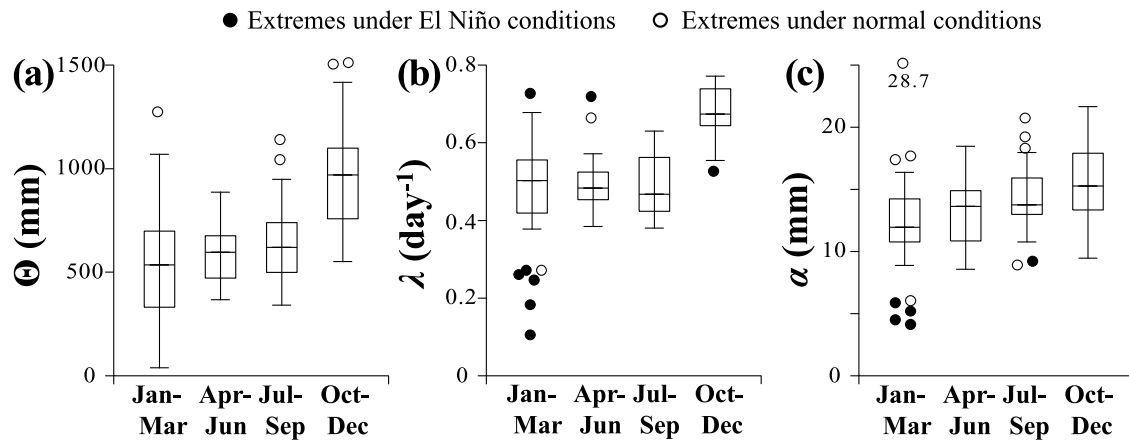 Extremes under El Niño conditions
Extremes under normal conditions
(a)
1500
1000
500
0
Θ (mm)
Jan-Mar
Apr-Jun
Jul-Sep
Oct-Dec
(b)
0.8
0.6
0.4
0.2
0
λ (day⁻¹)
Jan-Mar
Apr-Jun
Jul-Sep
Oct-Dec
(c)
28.7
20
10
0
α (mm)
Jan-Mar
Apr-Jun
Jul-Sep
Oct-Dec